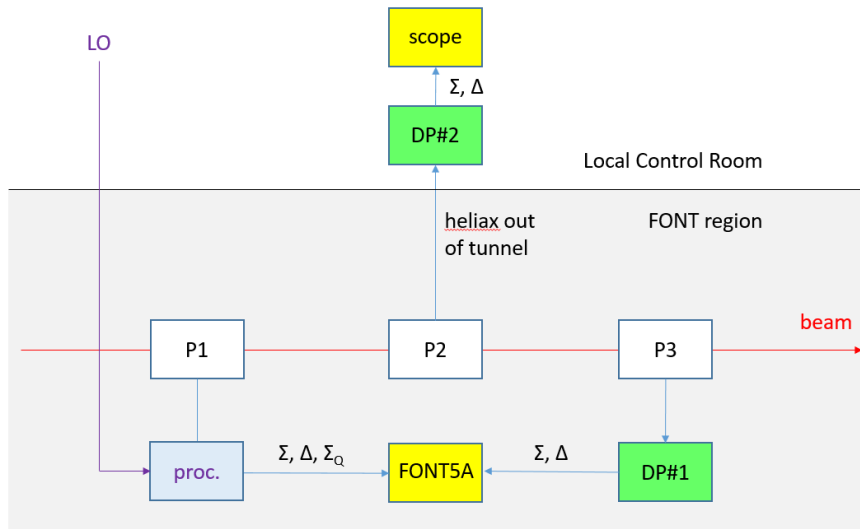 scope
LO
Σ, Δ
DP#2
Local Control Room
heliax out
of tunnel
FONT region
beam
P1
P2
P3
Σ, Δ, Σ_Q
Σ, Δ
proc.
FONT5A
DP#1